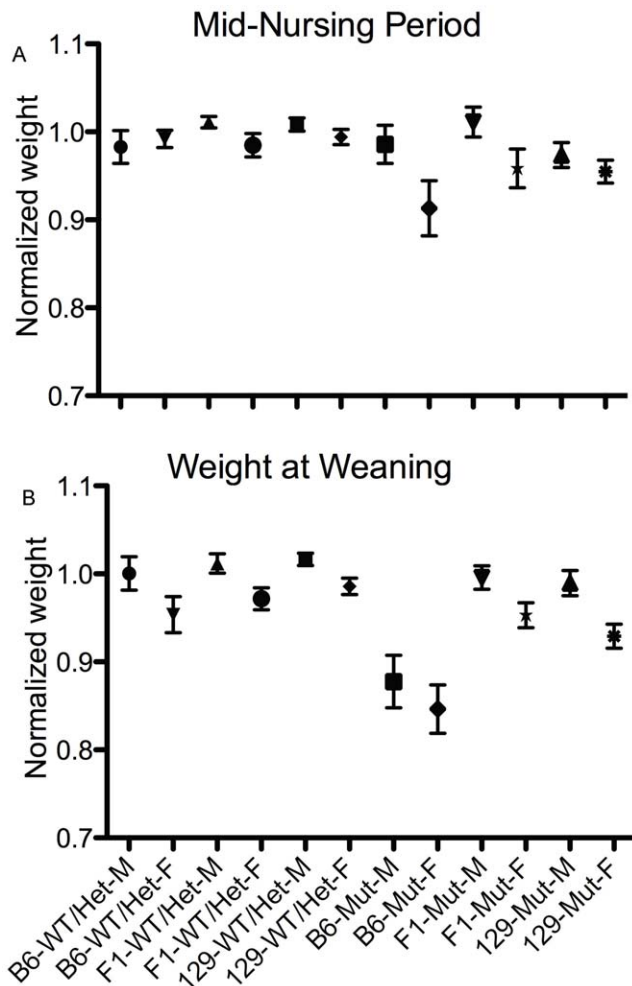 Mid-Nursing Period
A
1.1
1.0
0.9
0.8
0.7
Normalized weight
Weight at Weaning
B
1.1
1.0
0.9
0.8
0.7
Normalized weight
B6-WT/Het-M
B6-WT/Het-F
F1-WT/Het-M
F1-WT/Het-F
129-WT/Het-M
129-WT/Het-F
B6-Mut-M
B6-Mut-F
F1-Mut-M
F1-Mut-F
129-Mut-M
129-Mut-F